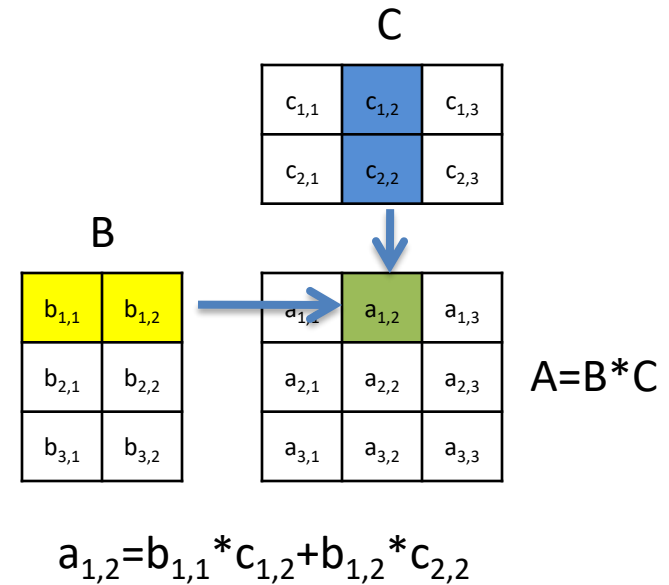 C
c1,1 c1,2 c1,3
c2,1 c2,2 c2,3
B
b1,1 b1,2 a1,1 a1,2 a1,3
b2,1 b2,2 a2,1 a2,2 a2,3
A=B*C
b3,1 b3,2 a3,1 a3,2 a3,3
a1,2=b1,1*c1,2+b1,2*c2,2